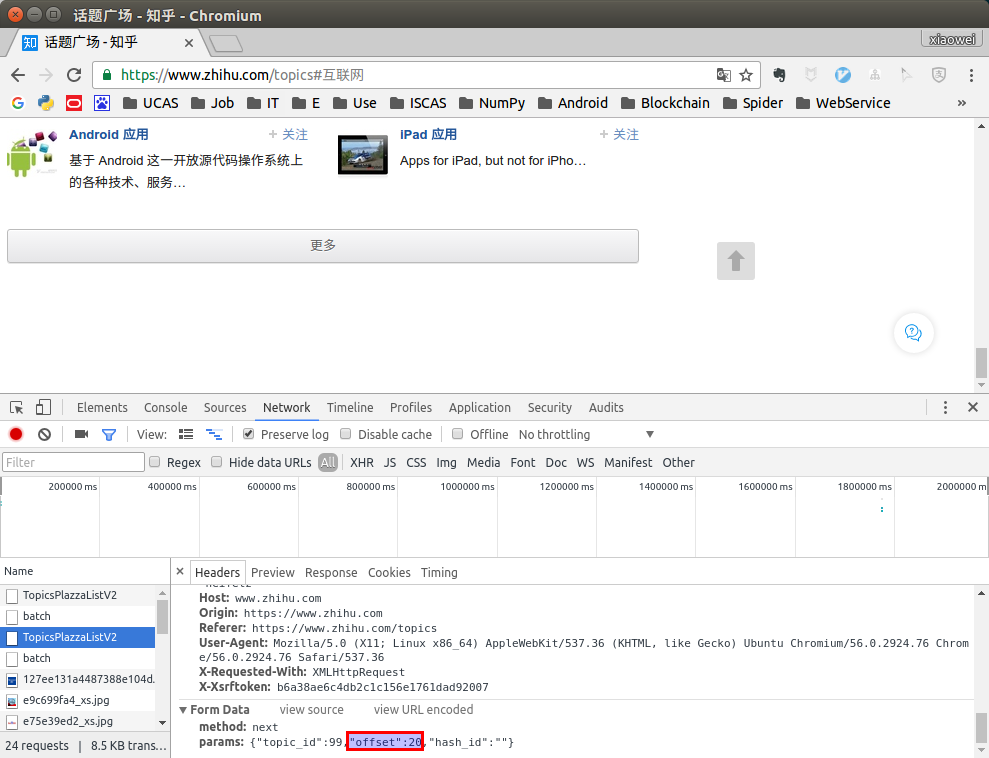 话题广场 - 知乎 - Chromium
知 话题广场 - 知乎
xiaowei
https://www.zhihu.com/topics#互联网
UCAS Job IT E Use ISCAS NumPy Android Blockchain Spider WebService »
Android 应用 + 关注 iPad 应用 + 关注
基于 Android 这一开放源代码操作系统上 Apps for iPad, but not for iPho…
的各种技术、服务…
更多
Elements Console Sources Network Timeline Profiles Application Security Audits
View: Preserve log Disable cache Offline No throttling
Filter Regex Hide data URLs All XHR JS CSS Img Media Font Doc WS Manifest Other
200000 ms 400000 ms 600000 ms 800000 ms 1000000 ms 1200000 ms 1400000 ms 1600000 ms 1800000 ms 2000000 m
Name Headers Preview Response Cookies Timing
TopicsPlazzaListV2
batch
TopicsPlazzaListV2
batch
127ee131a4487388e104d.
e9c699fa4_xs.jpg
e75e39ed2_xs.jpg
24 requests | 8.5 KB trans…
Host: www.zhihu.com
Origin: https://www.zhihu.com
Referer: https://www.zhihu.com/topics
User-Agent: Mozilla/5.0 (X11; Linux x86_64) AppleWebKit/537.36 (KHTML, like Gecko) Ubuntu Chromium/56.0.2924.76 Chrom
e/56.0.2924.76 Safari/537.36
X-Requested-With: XMLHttpRequest
X-Xsrftoken: b6a38ae6c4db2c1c156e1761dad92007
Form Data view source view URL encoded
method: next
params: {"topic_id":99,"offset":20,"hash_id":""}